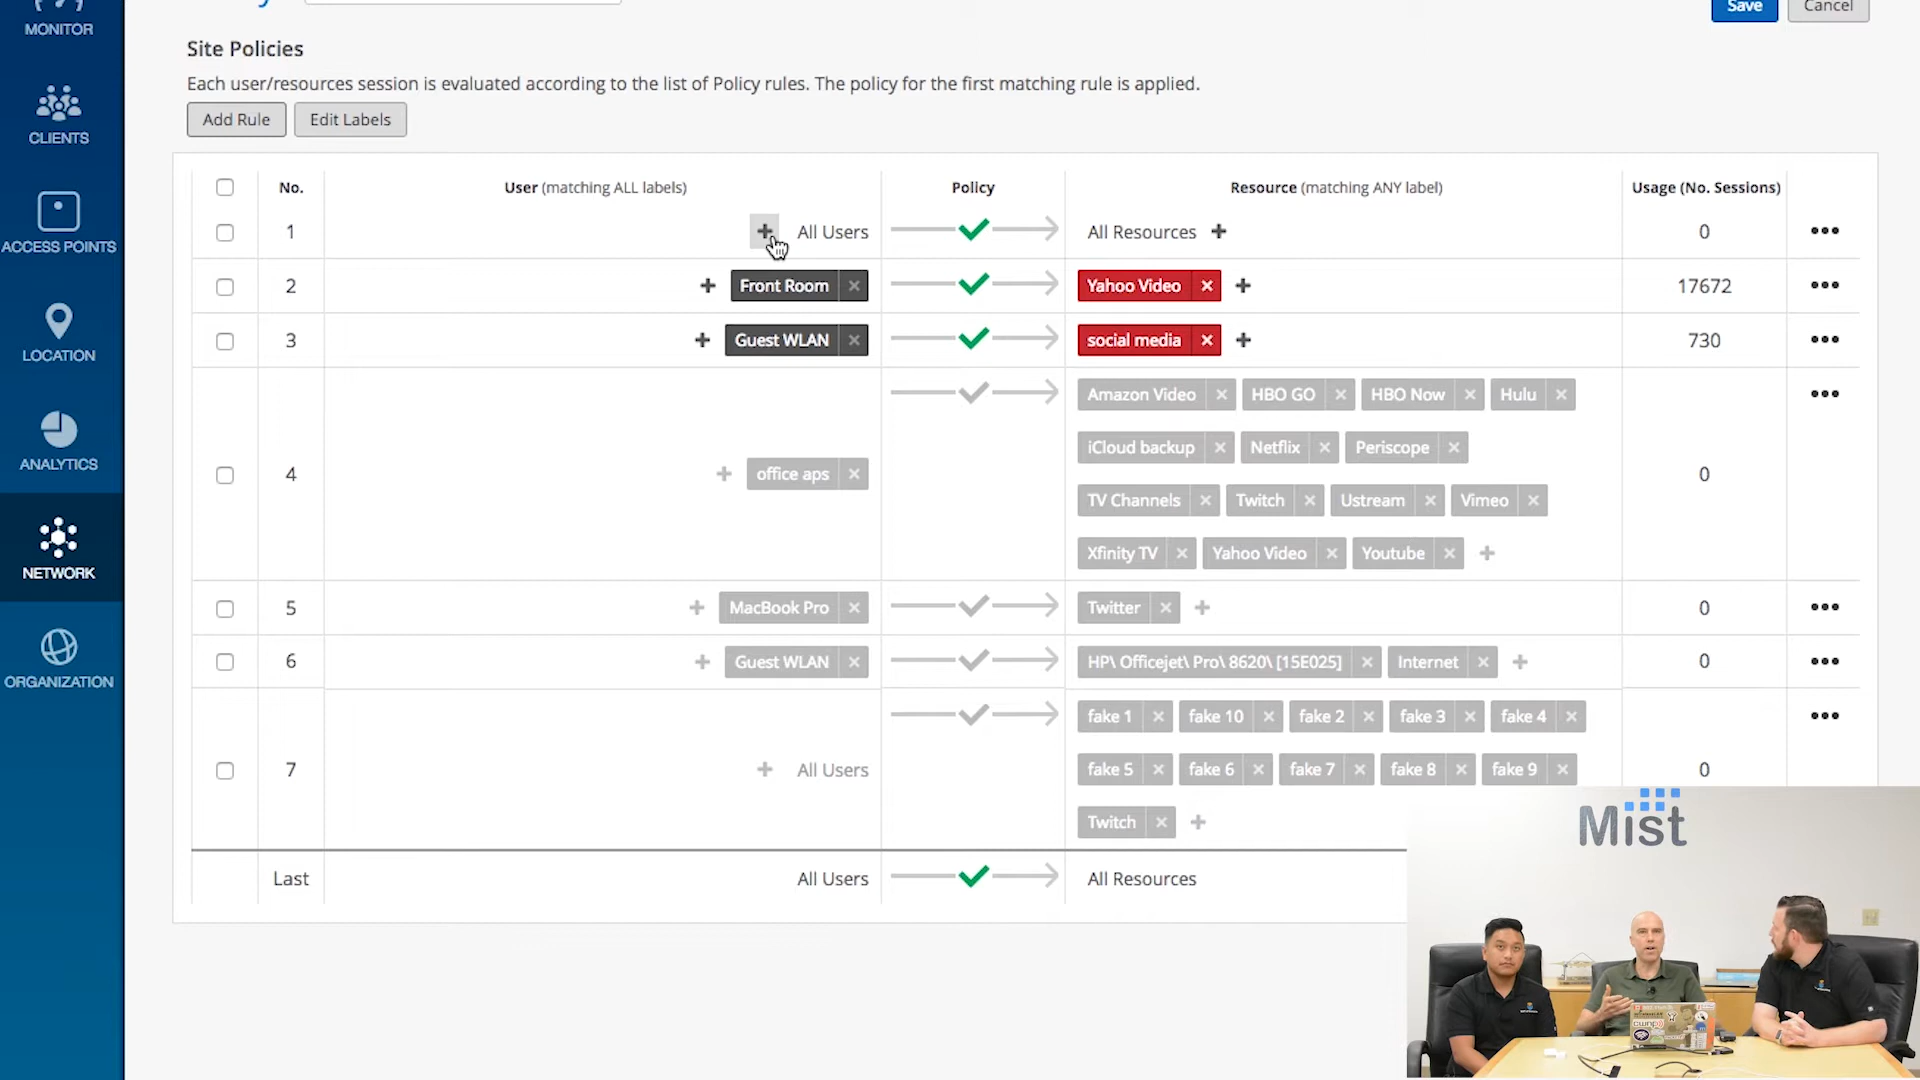 Save
Cancel
MONITOR
Site Policies
Each user/resources session is evaluated according to the list of Policy rules. The policy for the first matching rule is applied.
Add Rule
Edit Labels
CLIENTS
ACCESS POINTS
LOCATION
ANALYTICS
NETWORK
ORGANIZATION
No. User (matching ALL labels) Policy Resource (matching ANY label) Usage (No. Sessions)
1 All Users All Resources 0
2 Front Room Yahoo Video 17672
3 Guest WLAN social media 730
Amazon Video HBO GO HBO Now Hulu
iCloud backup Netflix Periscope
4 office aps 0
TV Channels Twitch Ustream Vimeo
Xfinity TV Yahoo Video Youtube
5 MacBook Pro Twitter 0
6 Guest WLAN HP\ Officejet\ Pro\ 8620\ [15E025] Internet 0
fake 1 fake 10 fake 2 fake 3 fake 4
7 All Users fake 5 fake 6 fake 7 fake 8 fake 9 0
Twitch
Last All Users All Resources
Mist